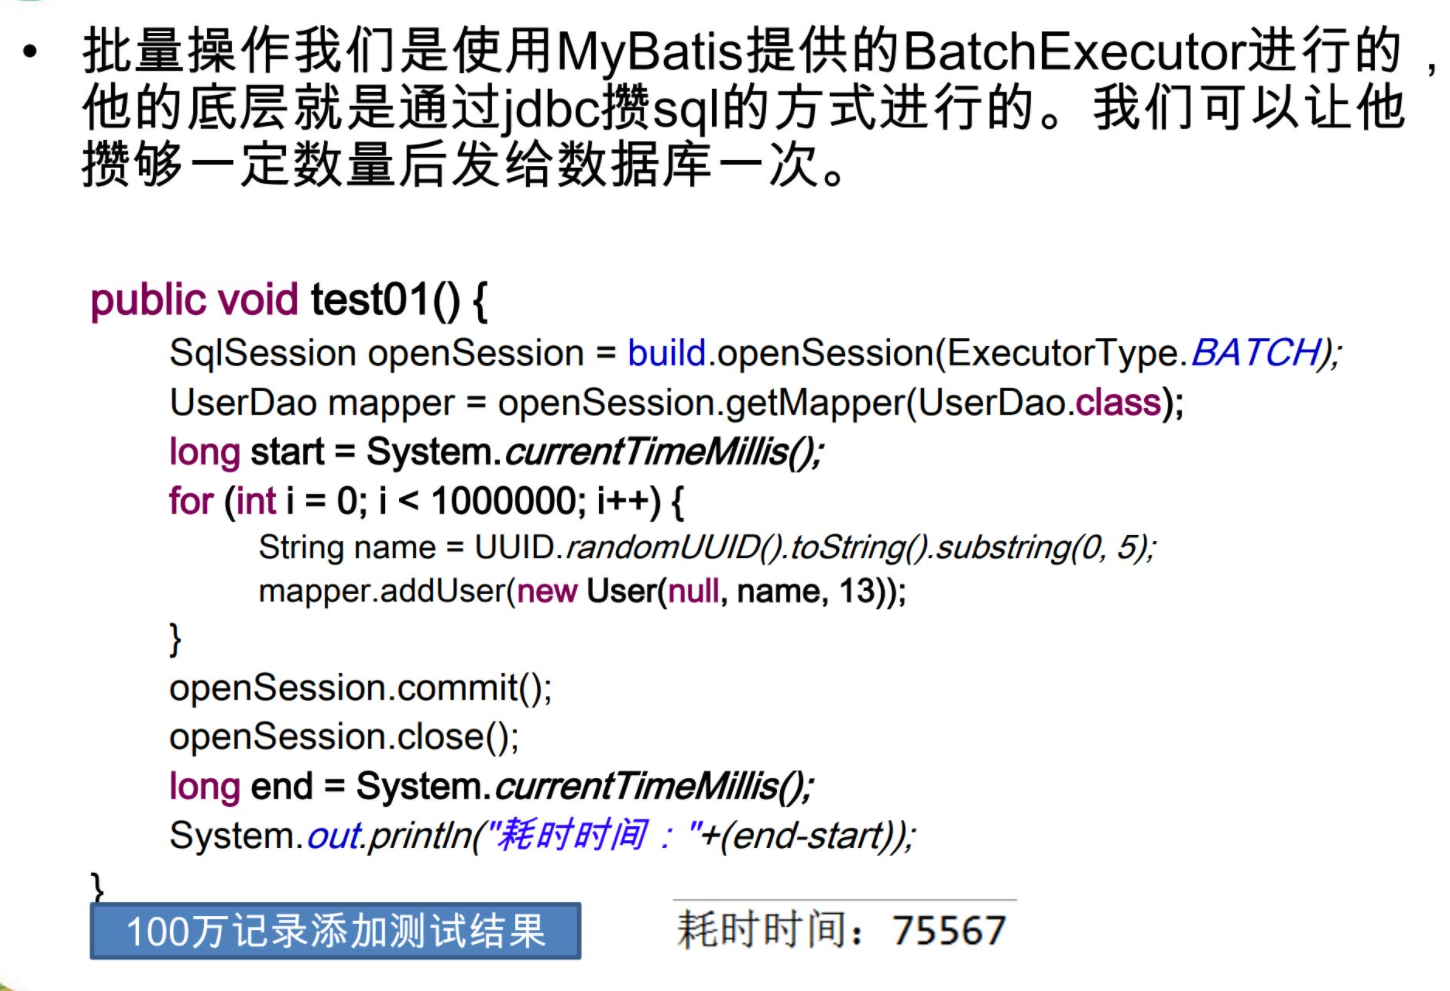 • 批量操作我们是使用MyBatis提供的BatchExecutor进行的，
他的底层就是通过jdbc攒sql的方式进行的。我们可以让他
攒够一定数量后发给数据库一次。
public void test01() {
SqlSession openSession = build.openSession(ExecutorType.BATCH);
UserDao mapper = openSession.getMapper(UserDao.class);
long start = System.currentTimeMillis();
for (int i = 0; i < 1000000; i++) {
String name = UUID.randomUUID().toString().substring(0, 5);
mapper.addUser(new User(null, name, 13));
}
openSession.commit();
openSession.close();
long end = System.currentTimeMillis();
System.out.println("耗时时间："+(end-start));
}
100万记录添加测试结果
耗时时间：75567